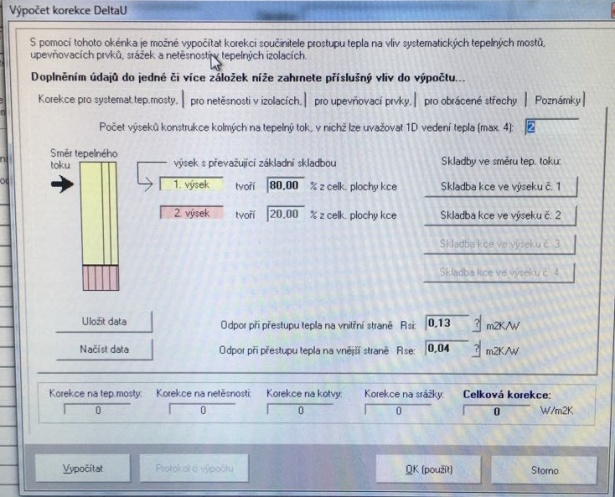 Výpočet korekce DeltaU
S pomocí tohoto okénka je možné vypočítat korekci součinitele prostupu tepla na vliv systematických tepelných mostů,
upevňovacích prvků, srážek a netěsností v tepelných izolacích.
Doplněním údajů do jedné či více záložek níže zahrnete příslušný vliv do výpočtu...
Korekce pro systemat.tep.mosty. pro netěsnosti v izolacích. pro upevňovací prvky. pro obrácené střechy Poznámky
Počet výseků konstrukce kolmých na tepelný tok, v nichž lze uvažovat 1D vedení tepla (max. 4): 2
Směr tepelného
toku
výsek s převažující základní skladbou
Skladby ve směru tep. toku:
1. výsek tvoří 80,00 % z celk. plochy kce
Skladba kce ve výseku č. 1
2. výsek tvoří 20,00 % z celk. plochy kce
Skladba kce ve výseku č. 2
Skladba kce ve výseku č. 3
Skladba kce ve výseku č. 4
Uložit data
Odpor při přestupu tepla na vnitřní straně Rsi: 0,13 ? m2K/W
Načíst data
Odpor při přestupu tepla na vnější straně Rse: 0,04 ? m2K/W
Korekce na tep.mosty: Korekce na netěsnosti: Korekce na kotvy: Korekce na srážky: Celková korekce:
0 0 0 0 0 W/m2K
Vypočítat Protokol o výpočtu OK (použít) Storno